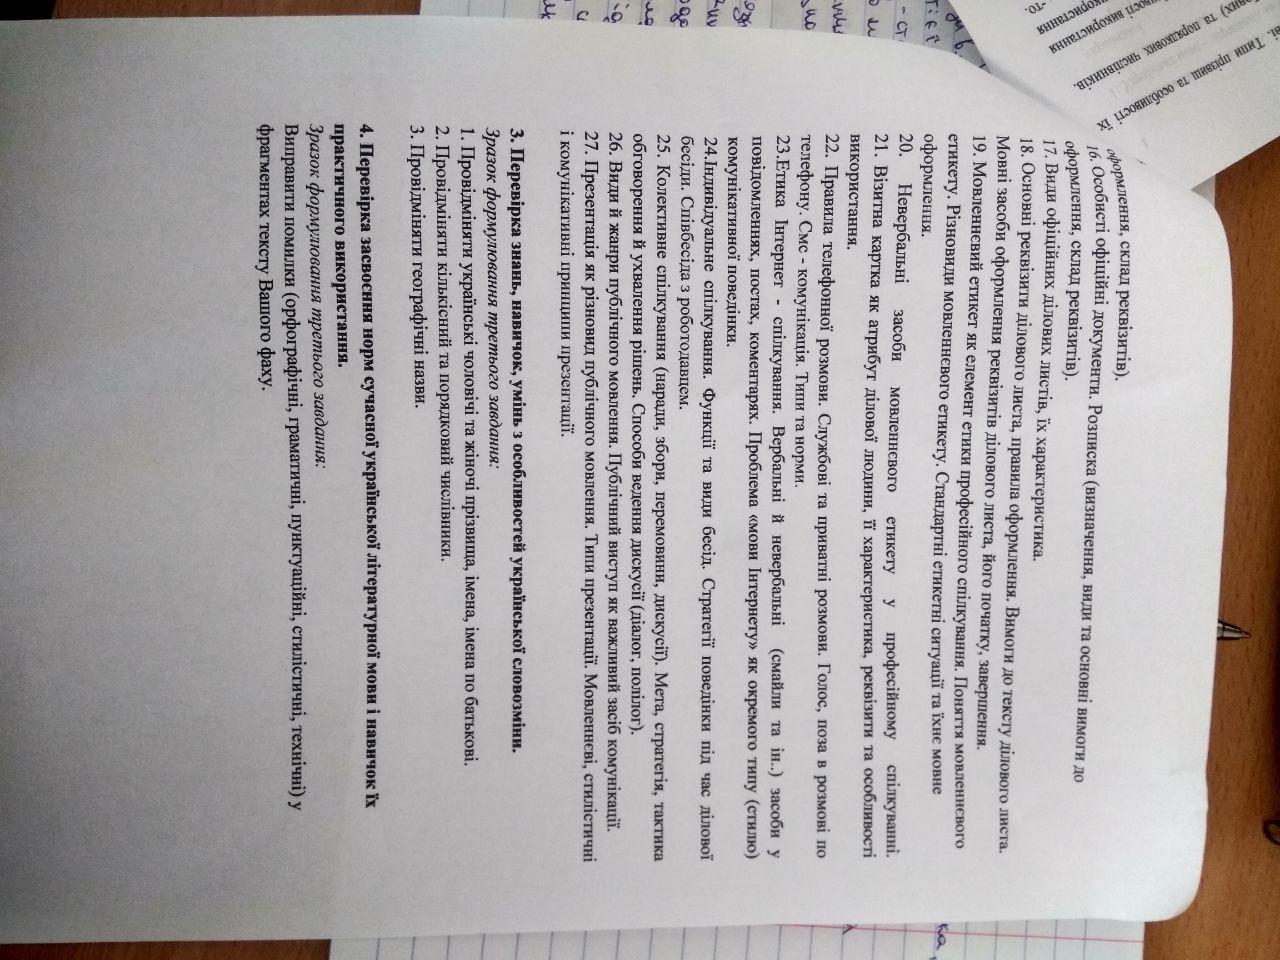 ві. Типи прізвищ та особливості їх
та порядкових числівників.
використання
-то.
оформлення, склад реквізитів).
16. Особисті офіційні документи. Розписка (визначення, види та основні вимоги до
оформлення, склад реквізитів).
17. Види офіційних ділових листів, їх характеристика.
18. Основні реквізити ділового листа, правила оформлення. Вимоги до тексту ділового листа.
Мовні засоби оформлення реквізитів ділового листа, його початку, завершення.
19. Мовленнєвий етикет як елемент етики професійного спілкування. Поняття мовленнєвого
етикету. Різновиди мовленнєвого етикету. Стандартні етикетні ситуації та їхнє мовне
оформлення.
20. Невербальні засоби мовленнєвого етикету у професійному спілкуванні.
21. Візитна картка як атрибут ділової людини, її характеристика, реквізити та особливості
використання.
22. Правила телефонної розмови. Службові та приватні розмови. Голос, поза в розмові по
телефону. Смс - комунікація. Типи та норми.
23.Етика Інтернет - спілкування. Вербальні й невербальні (смайли та ін..) засоби у
повідомленнях, постах, коментарях. Проблема «мови Інтернету» як окремого типу (стилю)
комунікативної поведінки.
24.Індивідуальне спілкування. Функції та види бесід. Стратегії поведінки під час ділової
бесіди. Співбесіда з роботодавцем.
25. Колективне спілкування (наради, збори, перемовини, дискусії). Мета, стратегія, тактика
обговорення й ухвалення рішень. Способи ведення дискусії (діалог, полілог).
26. Види й жанри публічного мовлення. Публічний виступ як важливий засіб комунікації.
27. Презентація як різновид публічного мовлення. Типи презентації. Мовленнєві, стилістичні
і комунікативні принципи презентації.
3. Перевірка знань, навичок, умінь з особливостей української словозміни.
Зразок формулювання третього завдання:
1. Провідміняти українські чоловічі та жіночі прізвища, імена, імена по батькові.
2. Провідміняти кількісний та порядковий числівники.
3. Провідміняти географічні назви.
4. Перевірка засвоєння норм сучасної української літературної мови і навичок їх
практичного використання.
Зразок формулювання третього завдання:
Виправити помилки (орфографічні, граматичні, пунктуаційні, стилістичні, технічні) у
фрагментах тексту Вашого фаху.